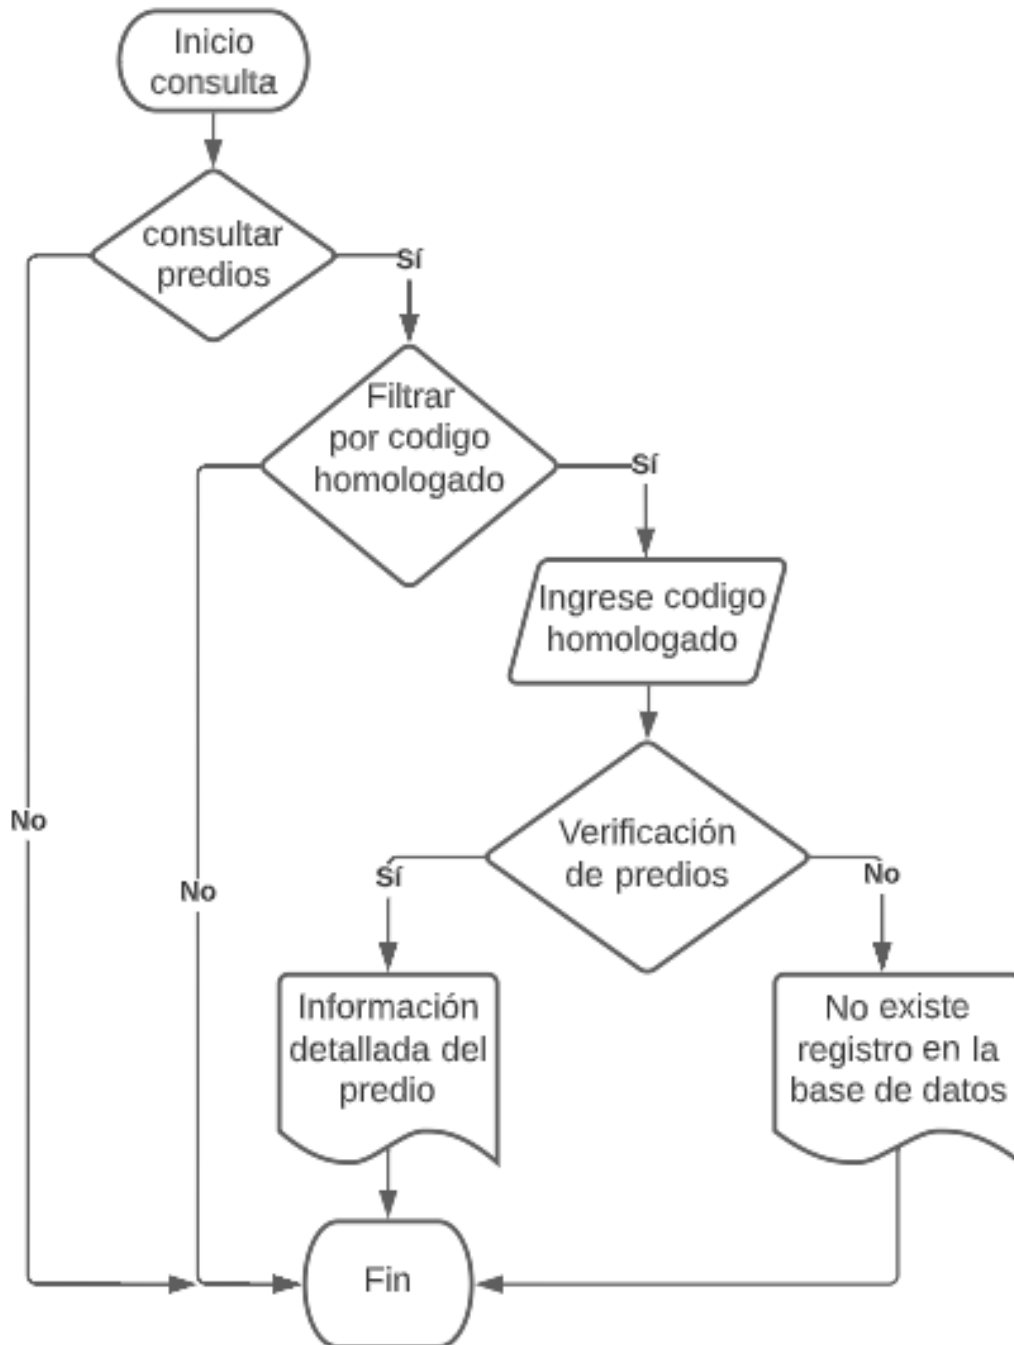 Inicio
consulta
consultar
predios
Sí
Filtrar
por codigo
homologado
Sí
Ingrese codigo
homologado
No
Verificación
de predios
Sí
No
No
Información
detallada del
predio
No existe
registro en la
base de datos
Fin